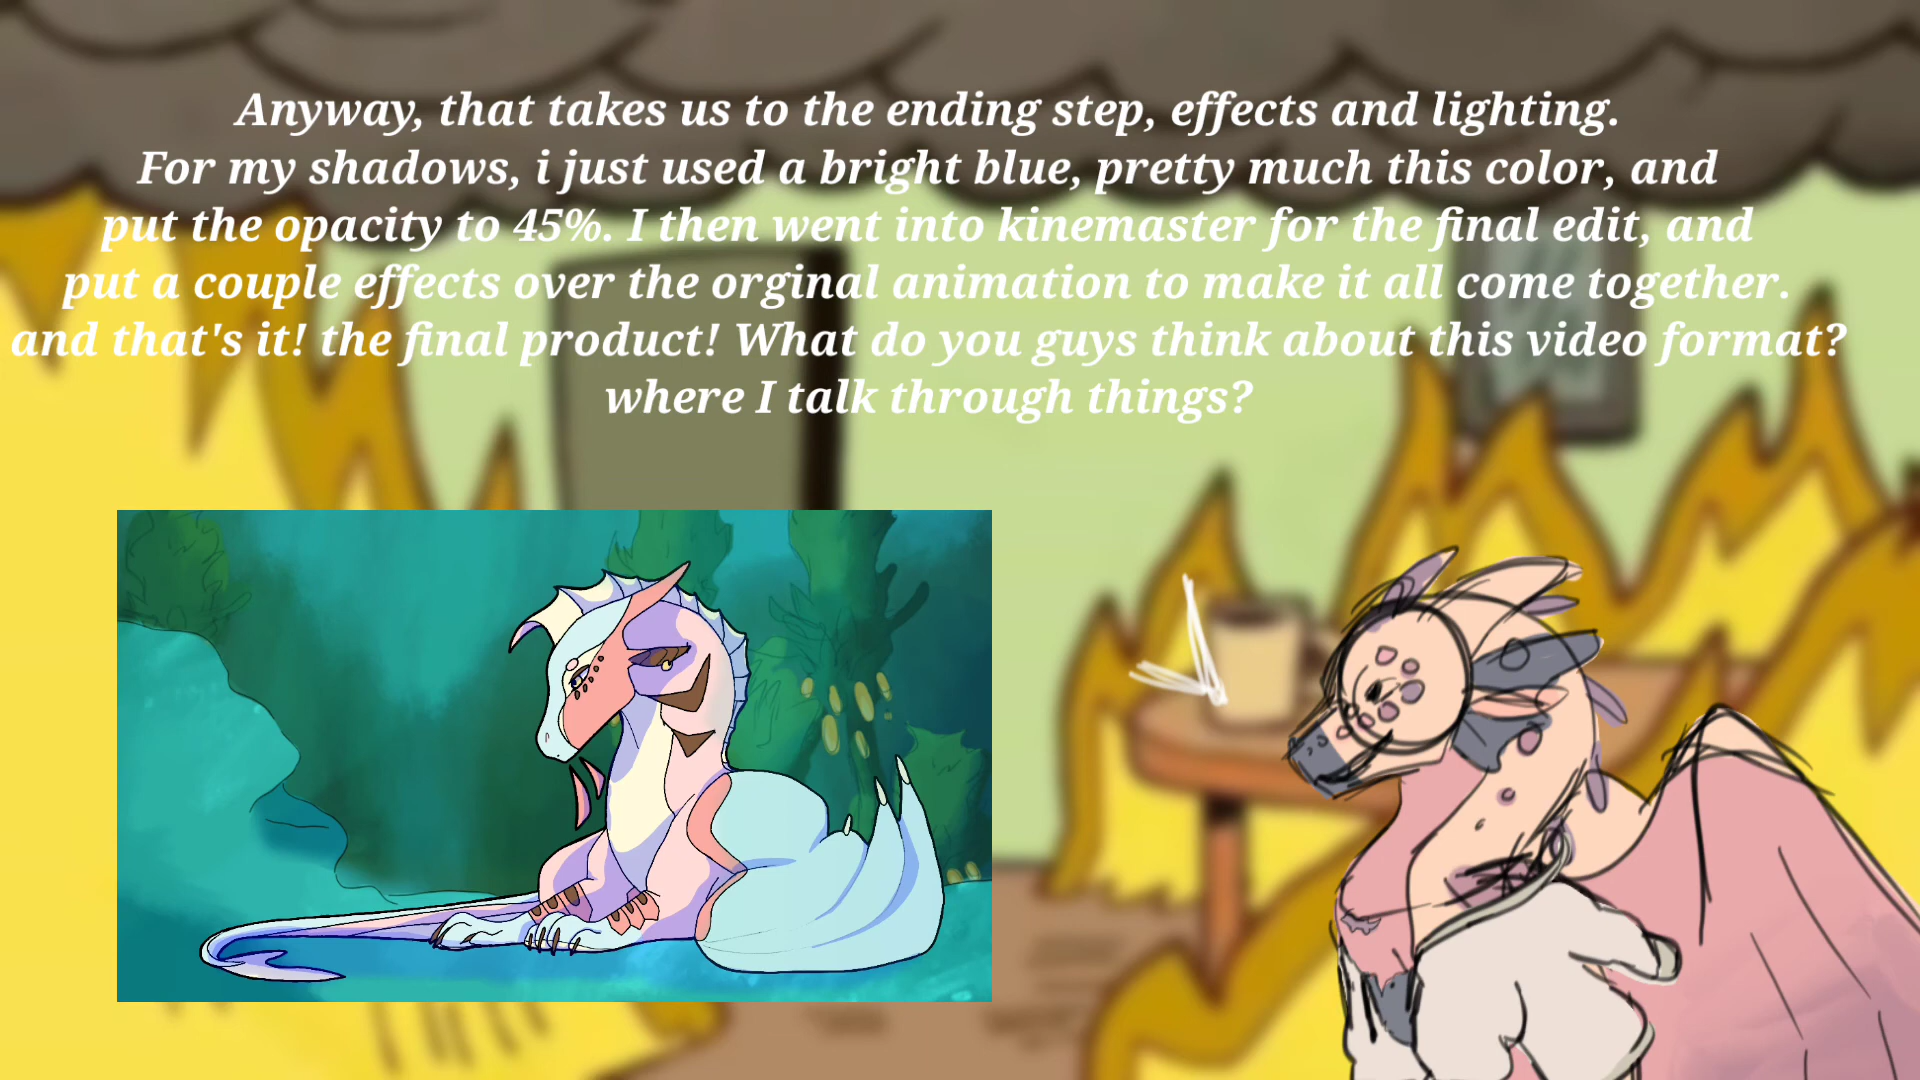 Anyway, that takes us to the ending step, effects and lighting.
For my shadows, i just used a bright blue, pretty much this color, and
put the opacity to 45%. I then went into kinemaster for the final edit, and
put a couple effects over the orginal animation to make it all come together.
and that's it! the final product! What do you guys think about this video format?
where I talk through things?